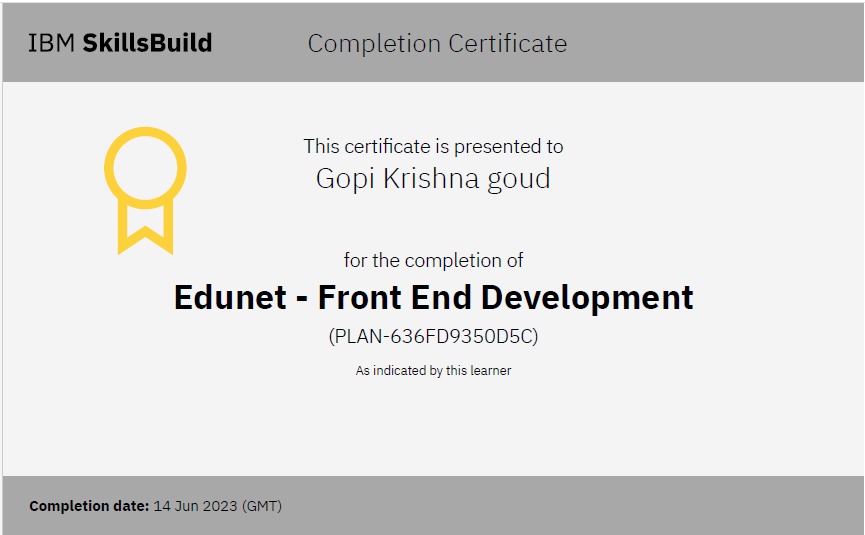 IBM SkillsBuild
Completion Certificate
This certificate is presented to
Gopi Krishna goud
for the completion of
Edunet - Front End Development
(PLAN-636FD9350D5C)
As indicated by this learner
Completion date: 14 Jun 2023 (GMT)